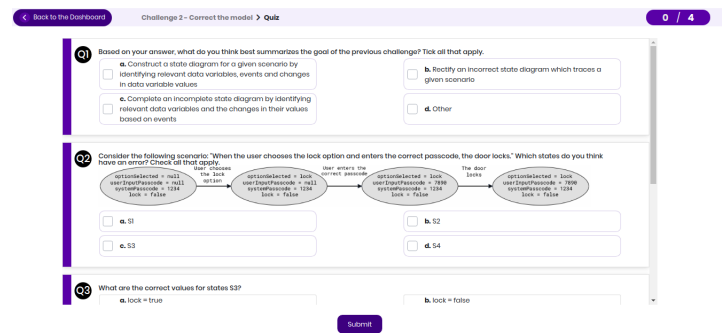 Back to the Dashboard
Challenge 2 - Correct the model > Quiz
0 / 4
Q1
Based on your answer, what do you think best summarizes the goal of the previous challenge? Tick all that apply.
a. Construct a state diagram for a given scenario by
identifying relevant data variables, events and changes
in data variable values
b. Rectify an incorrect state diagram which traces a
given scenario
c. Complete an incomplete state diagram by identifying
relevant data variables and the changes in their values
based on events
d. Other
Q2
Consider the following scenario: "When the user chooses the lock option and enters the correct passcode, the door locks." Which states do you think
have an error? Check all that apply.
optionSelected = null
userInputPasscode = null
systemPasscode = 1234
lock = false
User chooses
the lock
option
optionSelected = lock
userInputPasscode = null
systemPasscode = 1234
lock = false
User enters the
correct passcode
optionSelected = lock
userInputPasscode = 7890
systemPasscode = 1234
lock = false
The door
locks
optionSelected = lock
userInputPasscode = 7890
systemPasscode = 1234
lock = false
a. S1
b. S2
c. S3
d. S4
Q3
What are the correct values for states S3?
a. lock = true
b. lock = false
Submit